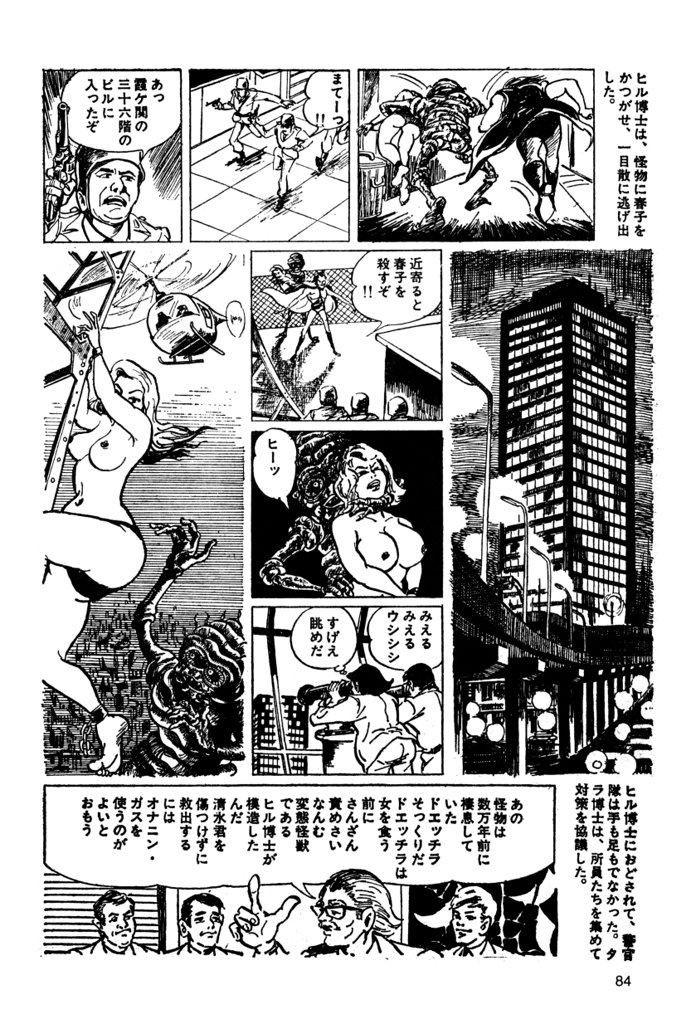 ヒル博士は、怪物に春子を
かつがせ、一目散に逃げ出
した。
まてーっ
!!
あっ
霞ケ関の
三十六階の
ビルに
入ったぞ
近寄ると
春子を
殺すぞ
!!
ヒーッ
みえる
みえる
ウシシシ
すげえ
眺めだ
ヒル博士におどされて、警官
隊は手も足もでなかった。タ
ラ博士は、所員たちを集めて
対策を協議した。
あの
怪物は
数万年前に
棲息して
いた
ドエッチラ
そっくりだ
ドエッチラは
女を食う
前に
さんざん
責めさい
なんむ
変態怪獣
である
ヒル博士が
模造した
んだ
清水君を
傷つけずに
救出する
には
オナニン・
ガスを
使うのが
よいと
おもう
84